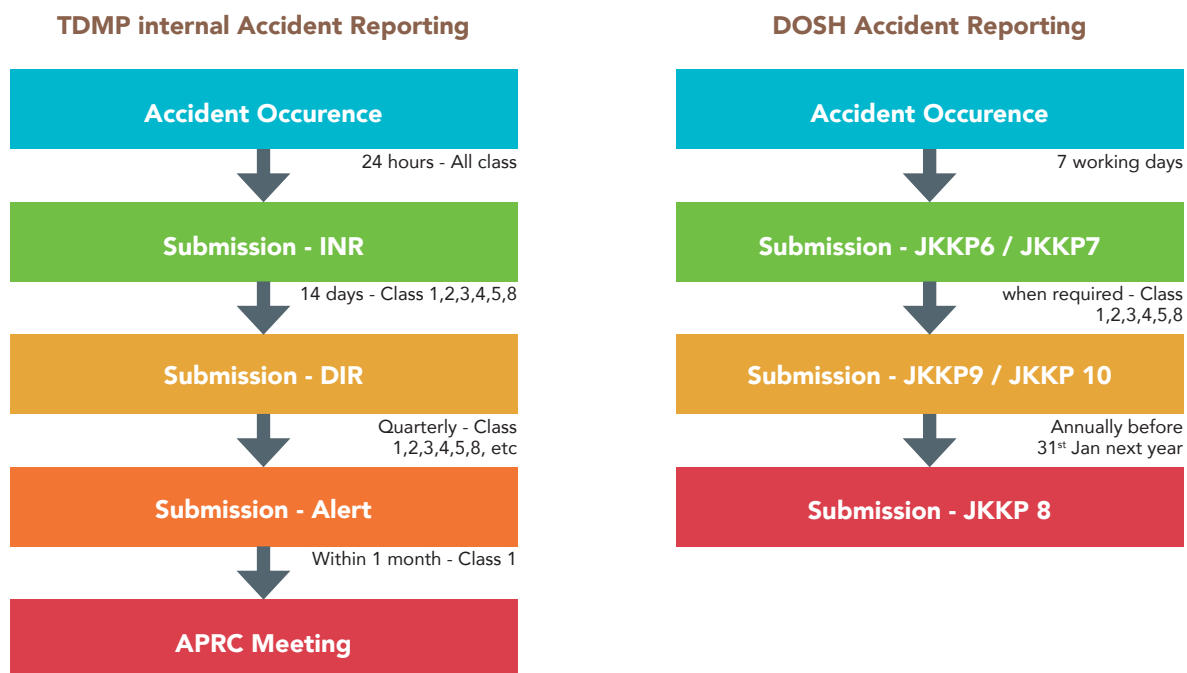 TDMP internal Accident Reporting
Accident Occurence
24 hours - All class
Submission - INR
14 days - Class 1,2,3,4,5,8
Submission - DIR
Quarterly - Class
1,2,3,4,5,8, etc
Submission - Alert
Within 1 month - Class 1
APRC Meeting
DOSH Accident Reporting
Accident Occurence
7 working days
Submission - JKKP6 / JKKP7
when required - Class
1,2,3,4,5,8
Submission - JKKP9 / JKKP 10
Annually before
31st Jan next year
Submission - JKKP 8